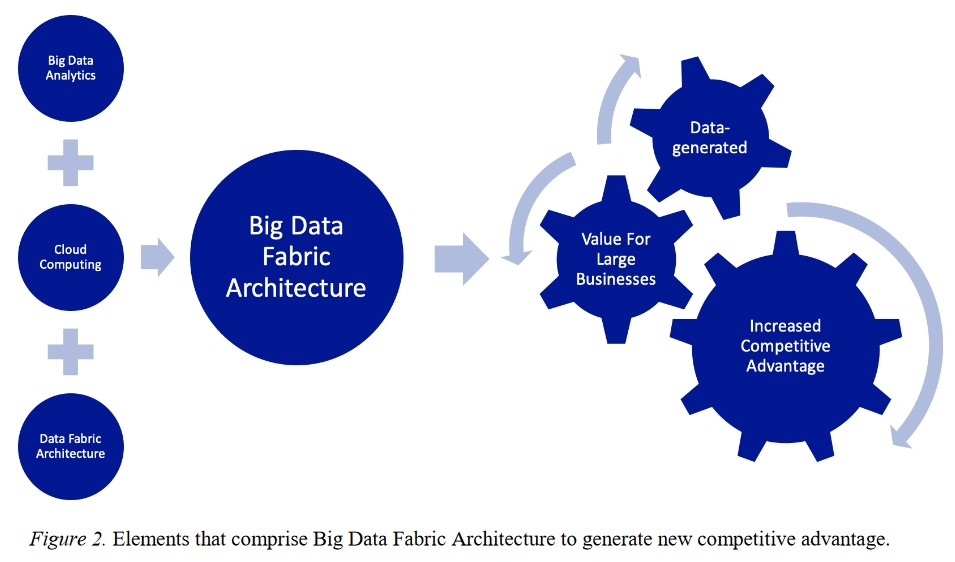 Big Data
Analytics
Cloud
Computing
Data Fabric
Architecture
Big Data
Fabric
Architecture
Data-
generated
Value For
Large
Businesses
Increased
Competitive
Advantage
Figure 2. Elements that comprise Big Data Fabric Architecture to generate new competitive advantage.